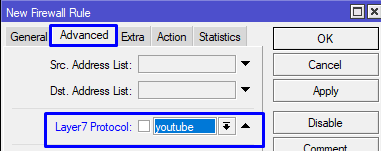 New Firewall Rule
General Advanced Extra Action Statistics
Src. Address List:
Dst. Address List:
Layer7 Protocol: youtube
OK
Cancel
Apply
Disable
Comment